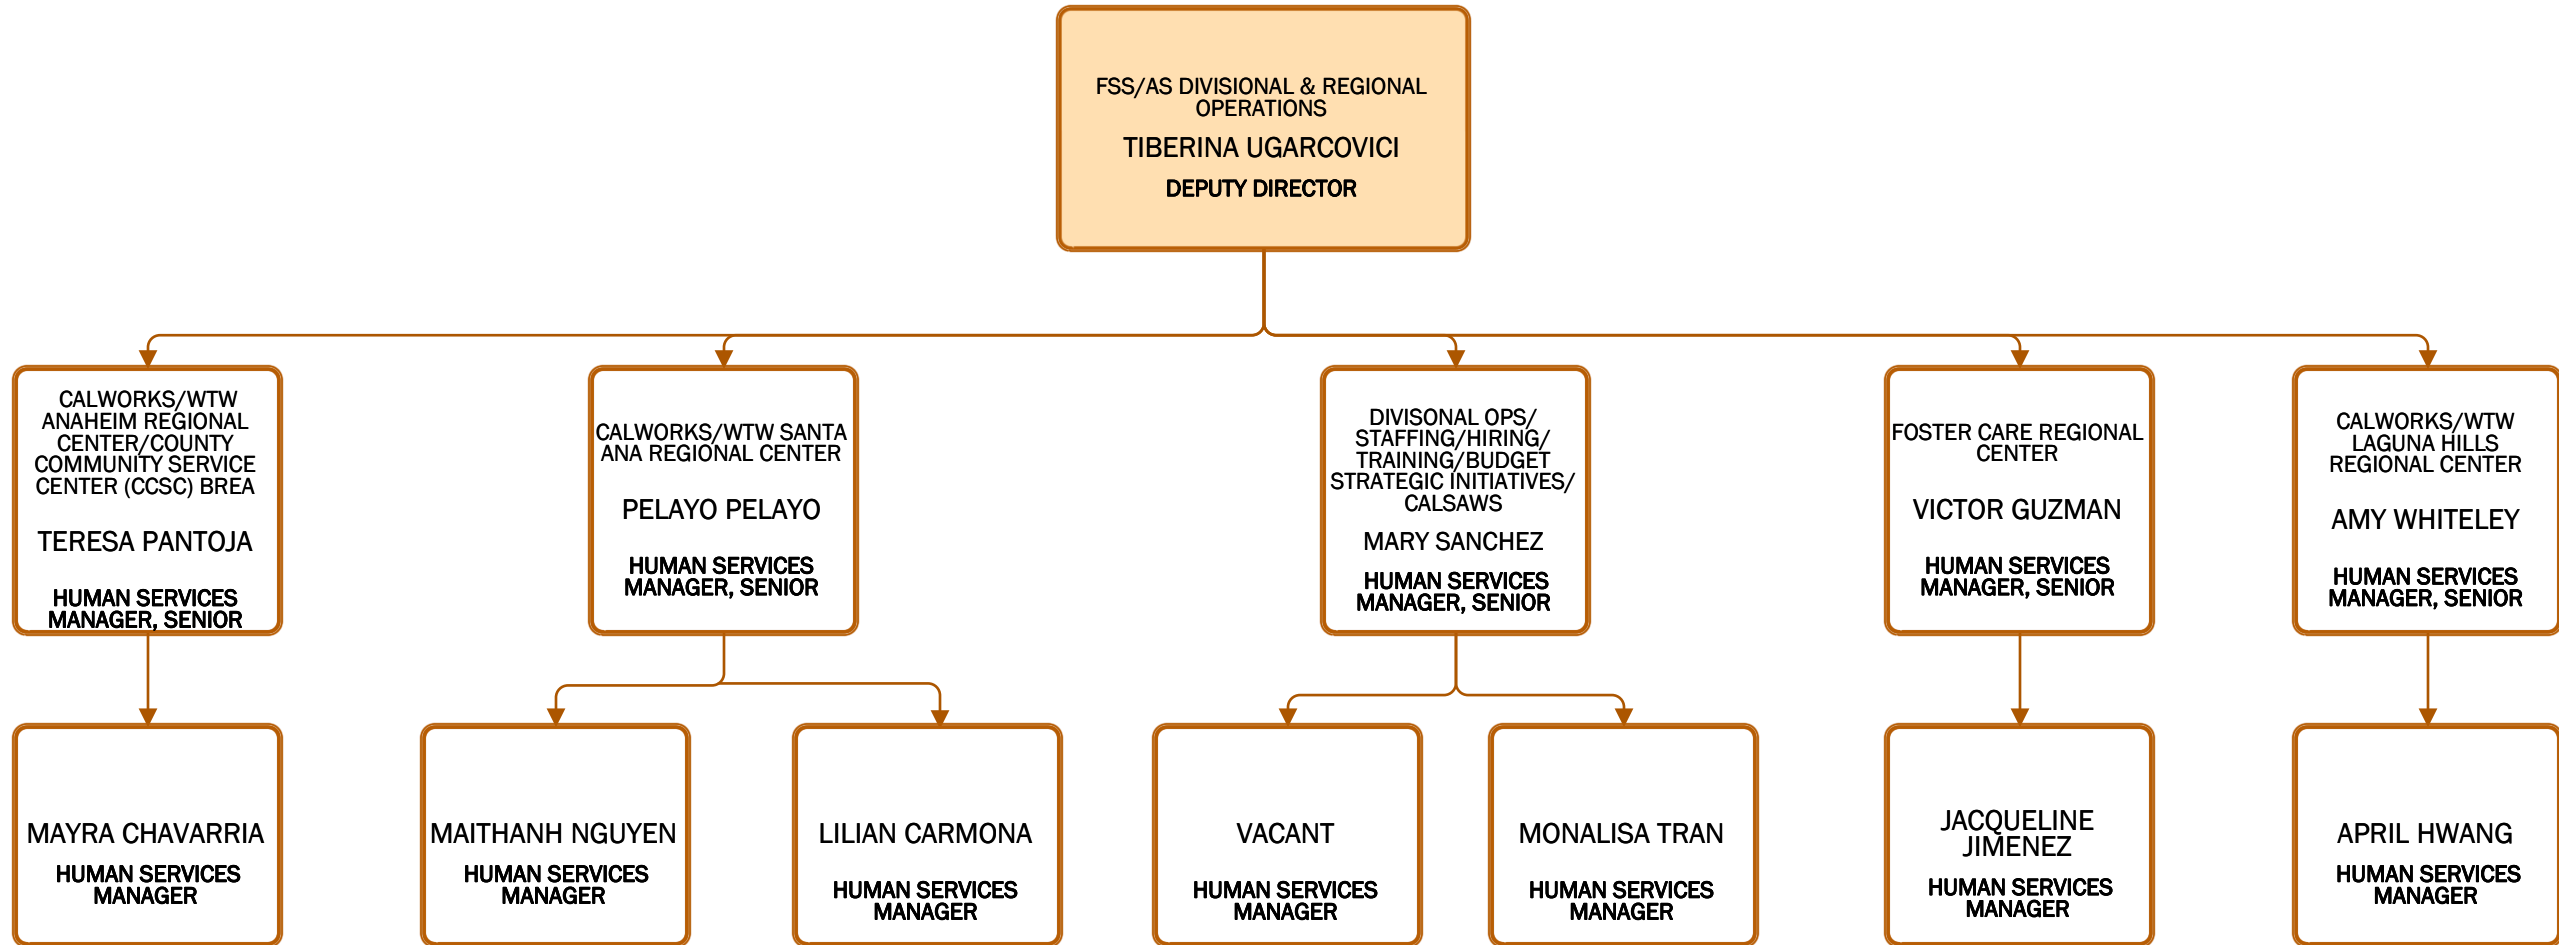 FSS/AS DIVISIONAL & REGIONAL
OPERATIONS
TIBERINA UGARCOVICI
DEPUTY DIRECTOR
CALWORKS/WTW
ANAHEIM REGIONAL
CENTER/COUNTY
COMMUNITY SERVICE
CENTER (CCSC) BREA
TERESA PANTOJA
HUMAN SERVICES
MANAGER, SENIOR
CALWORKS/WTW SANTA
ANA REGIONAL CENTER
PELAYO PELAYO
HUMAN SERVICES
MANAGER, SENIOR
DIVISONAL OPS/
STAFFING/HIRING/
TRAINING/BUDGET
STRATEGIC INITIATIVES/
CALSAWS
MARY SANCHEZ
HUMAN SERVICES
MANAGER, SENIOR
FOSTER CARE REGIONAL
CENTER
VICTOR GUZMAN
HUMAN SERVICES
MANAGER, SENIOR
CALWORKS/WTW
LAGUNA HILLS
REGIONAL CENTER
AMY WHITELEY
HUMAN SERVICES
MANAGER, SENIOR
MAYRA CHAVARRIA
HUMAN SERVICES
MANAGER
MAITHANH NGUYEN
HUMAN SERVICES
MANAGER
LILIAN CARMONA
HUMAN SERVICES
MANAGER
VACANT
HUMAN SERVICES
MANAGER
MONALISA TRAN
HUMAN SERVICES
MANAGER
JACQUELINE
JIMENEZ
HUMAN SERVICES
MANAGER
APRIL HWANG
HUMAN SERVICES
MANAGER